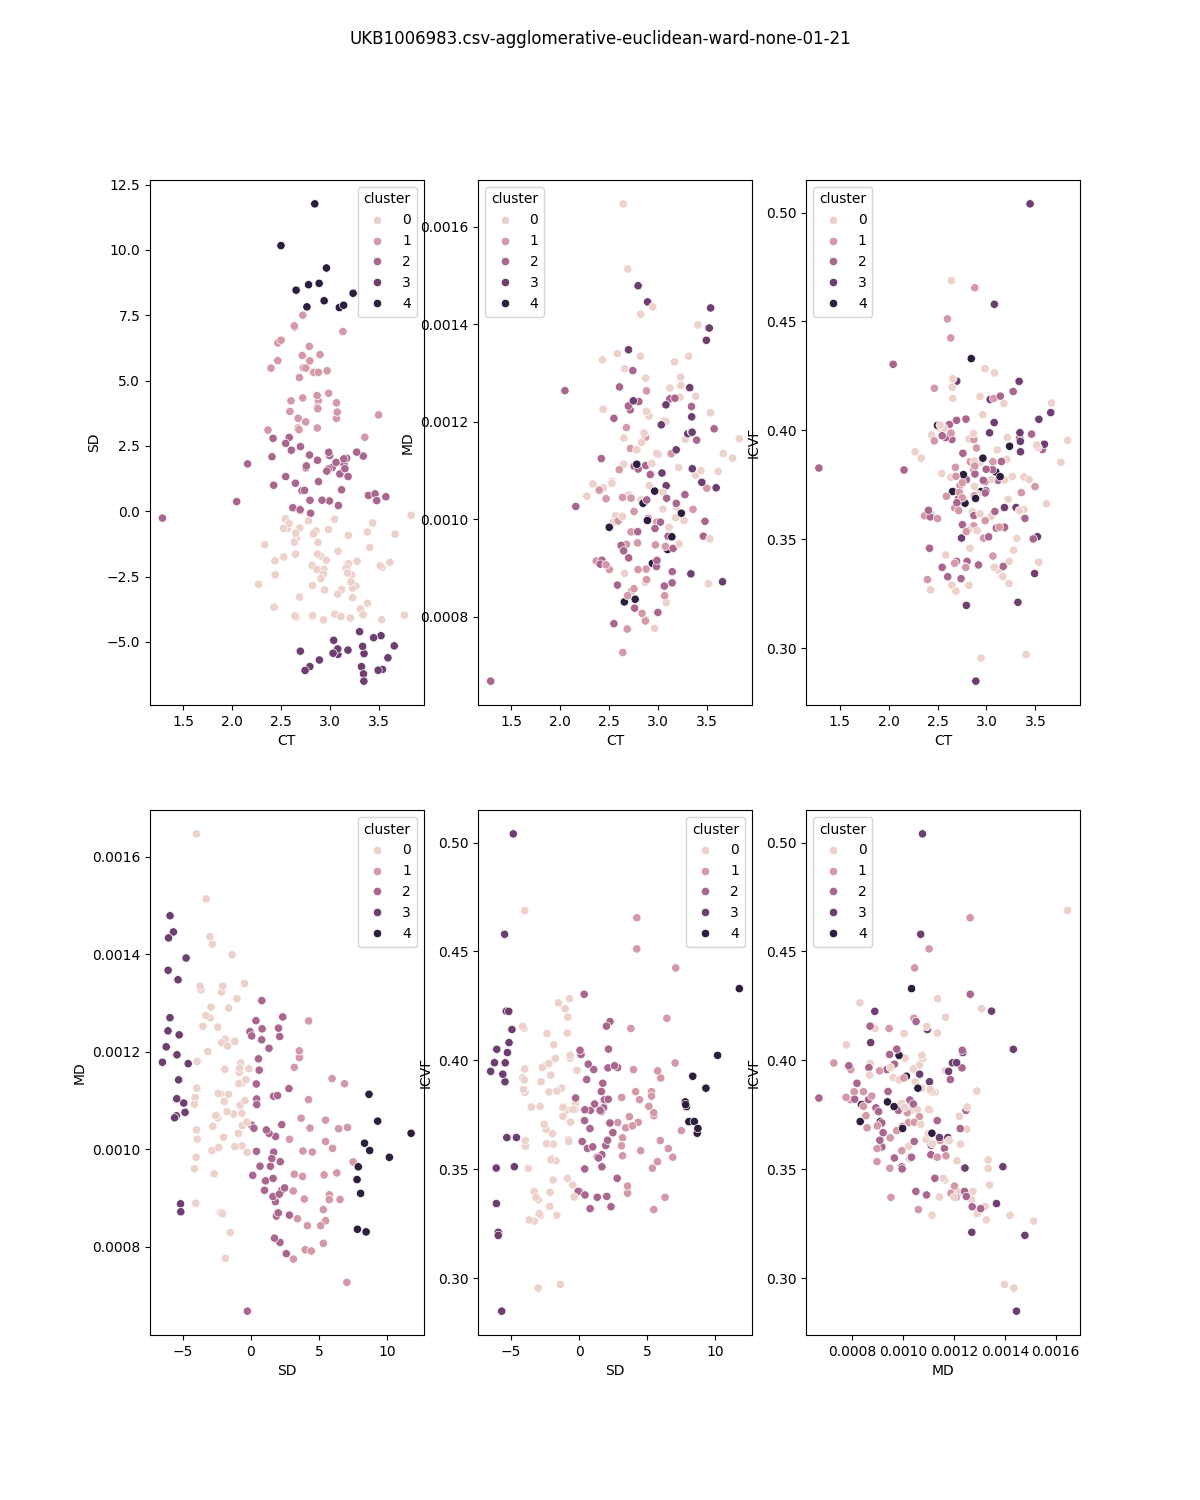 UKB1006983.csv-agglomerative-euclidean-ward-none-01-21
12.5
10.0
7.5
5.0
2.5
0.0
−2.5
−5.0
SD
1.5 2.0 2.5 3.0 3.5
CT
cluster
0
1
2
3
4
0.0016
0.0014
0.0012
0.0010
0.0008
MD
1.5 2.0 2.5 3.0 3.5
CT
cluster
0
1
2
3
4
0.50
0.45
0.40
0.35
0.30
ICVF
1.5 2.0 2.5 3.0 3.5
CT
cluster
0
1
2
3
4
0.0016
0.0014
0.0012
0.0010
0.0008
MD
−5 0 5 10
SD
cluster
0
1
2
3
4
0.50
0.45
0.40
0.35
0.30
ICVF
−5 0 5 10
SD
cluster
0
1
2
3
4
0.50
0.45
0.40
0.35
0.30
ICVF
0.0008 0.0010 0.0012 0.0014 0.0016
MD
cluster
0
1
2
3
4